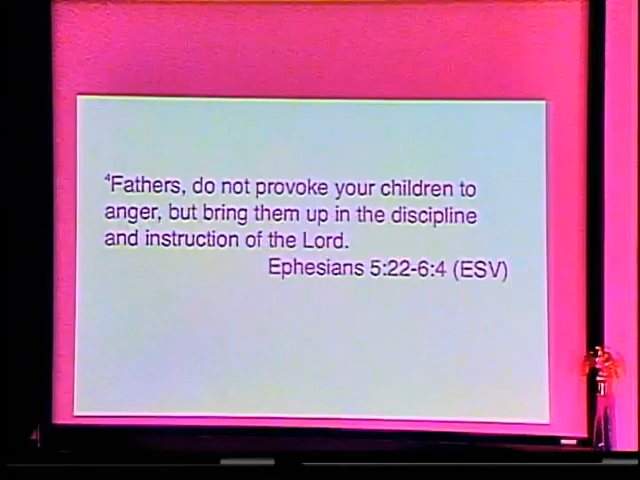 ⁴Fathers, do not provoke your children to
anger, but bring them up in the discipline
and instruction of the Lord.
Ephesians 5:22-6:4 (ESV)